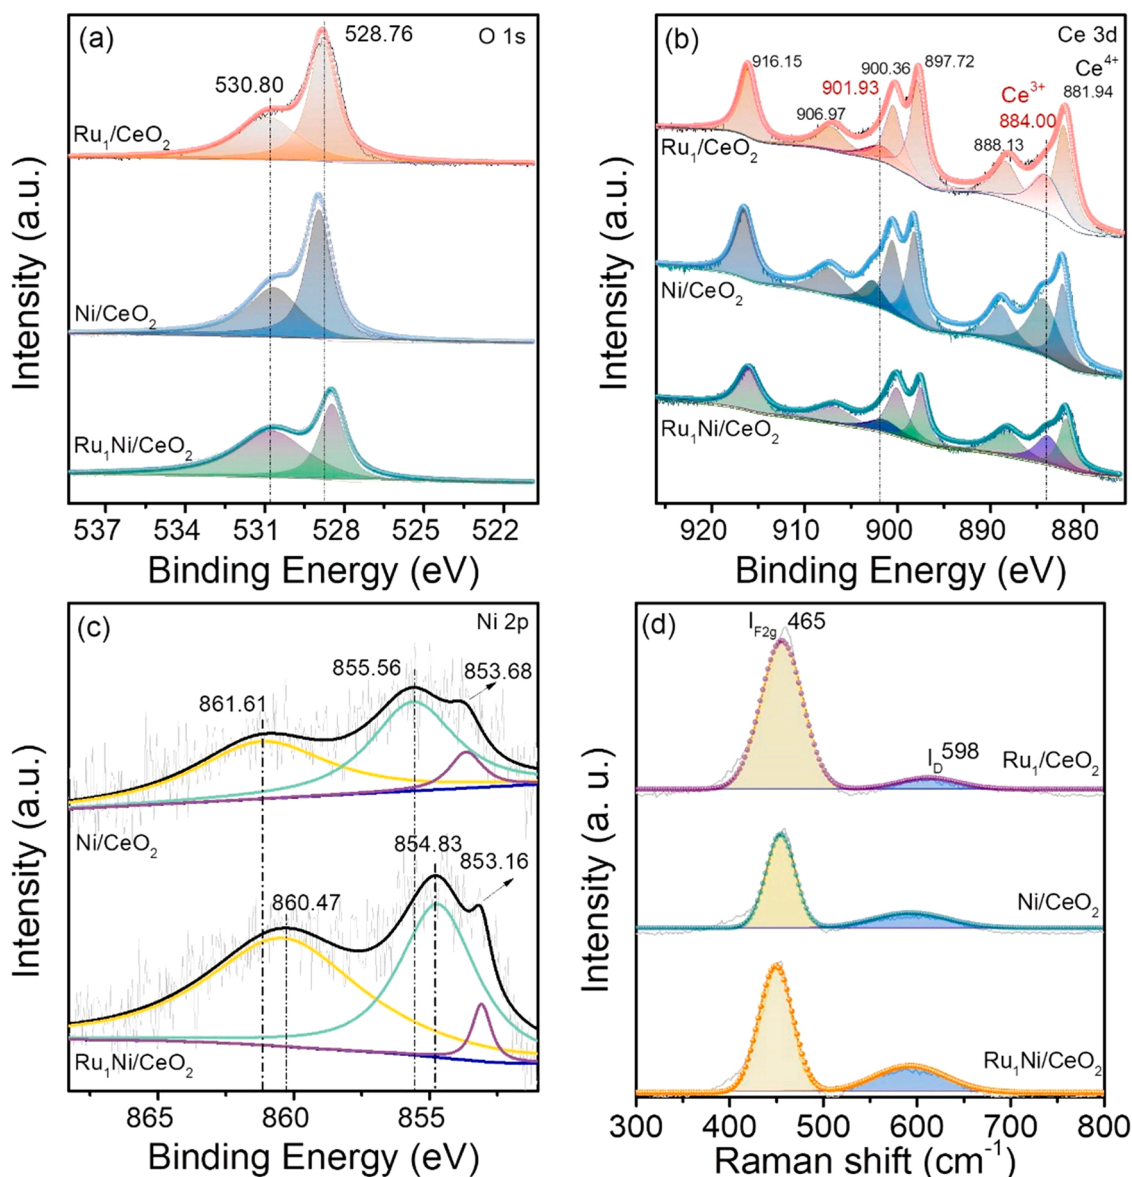 (a)
O 1s
528.76
530.80
Ru₁/CeO₂
Ni/CeO₂
Ru₁Ni/CeO₂
Intensity (a.u.)
537 534 531 528 525 522
Binding Energy (eV)
(b)
Ce 3d
916.15
906.97
901.93
900.36
897.72
888.13
Ce³⁺
884.00
Ce⁴⁺
881.94
Ru₁/CeO₂
Ni/CeO₂
Ru₁Ni/CeO₂
Intensity (a.u.)
920 910 900 890 880
Binding Energy (eV)
(c)
Ni 2p
861.61
855.56
853.68
Ni/CeO₂
860.47
854.83
853.16
Ru₁Ni/CeO₂
Intensity (a.u.)
865 860 855
Binding Energy (eV)
(d)
I_F2g 465
I_D 598
Ru₁/CeO₂
Ni/CeO₂
Ru₁Ni/CeO₂
Intensity (a. u.)
300 400 500 600 700 800
Raman shift (cm⁻¹)